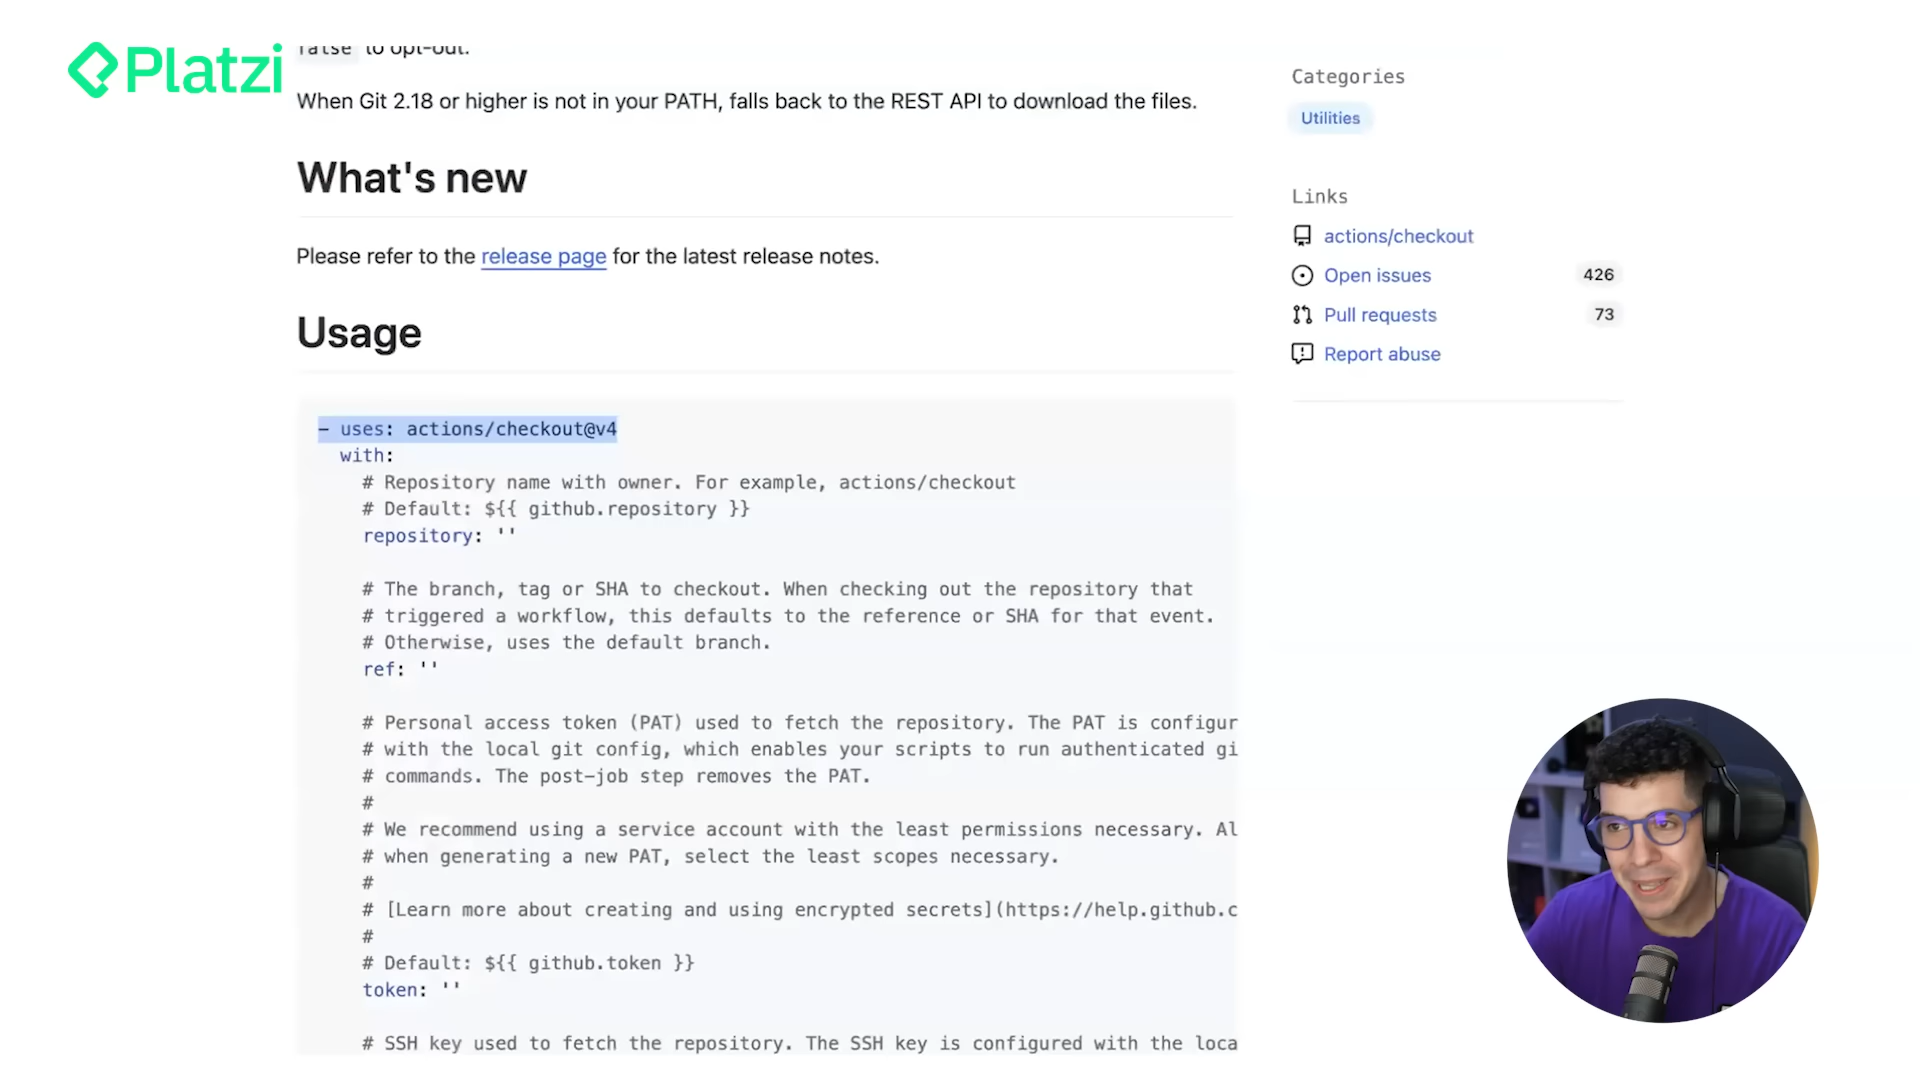 Platzi
false to opt-out.
When Git 2.18 or higher is not in your PATH, falls back to the REST API to download the files.
What's new
Please refer to the release page for the latest release notes.
Usage
- uses: actions/checkout@v4
with:
# Repository name with owner. For example, actions/checkout
# Default: ${{ github.repository }}
repository: ''
# The branch, tag or SHA to checkout. When checking out the repository that
# triggered a workflow, this defaults to the reference or SHA for that event.
# Otherwise, uses the default branch.
ref: ''
# Personal access token (PAT) used to fetch the repository. The PAT is configur
# with the local git config, which enables your scripts to run authenticated gi
# commands. The post-job step removes the PAT.
#
# We recommend using a service account with the least permissions necessary. Al
# when generating a new PAT, select the least scopes necessary.
#
# [Learn more about creating and using encrypted secrets](https://help.github.c
#
# Default: ${{ github.token }}
token: ''
# SSH key used to fetch the repository. The SSH key is configured with the loca
Categories
Utilities
Links
actions/checkout
Open issues 426
Pull requests 73
Report abuse